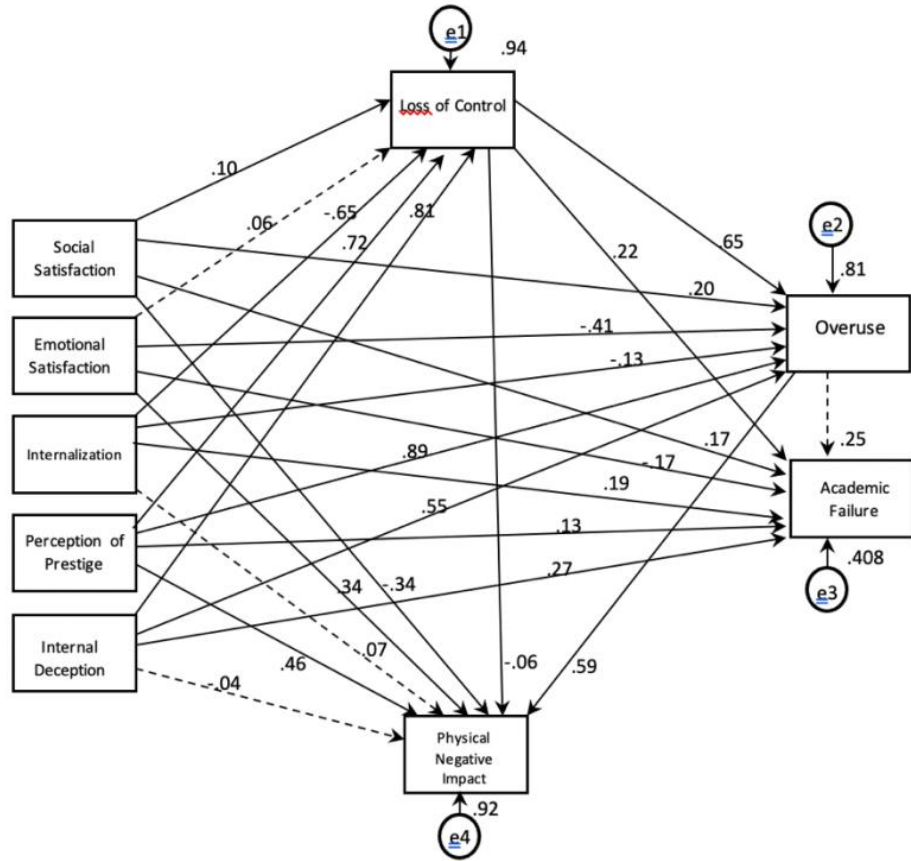 e1
.94
Loss of Control
.10
.06
-.65
.81
.72
Social
Satisfaction
e2
.65
.22
.81
.20
Overuse
Emotional
Satisfaction
-.41
-.13
Internalization
.89
.17
.25
-.17
.19
Academic
Failure
.55
Perception of
Prestige
.13
.27
.408
.34
-.34
e3
Internal
Deception
.07
.46
-.06
.59
-.04
Physical
Negative
Impact
.92
e4